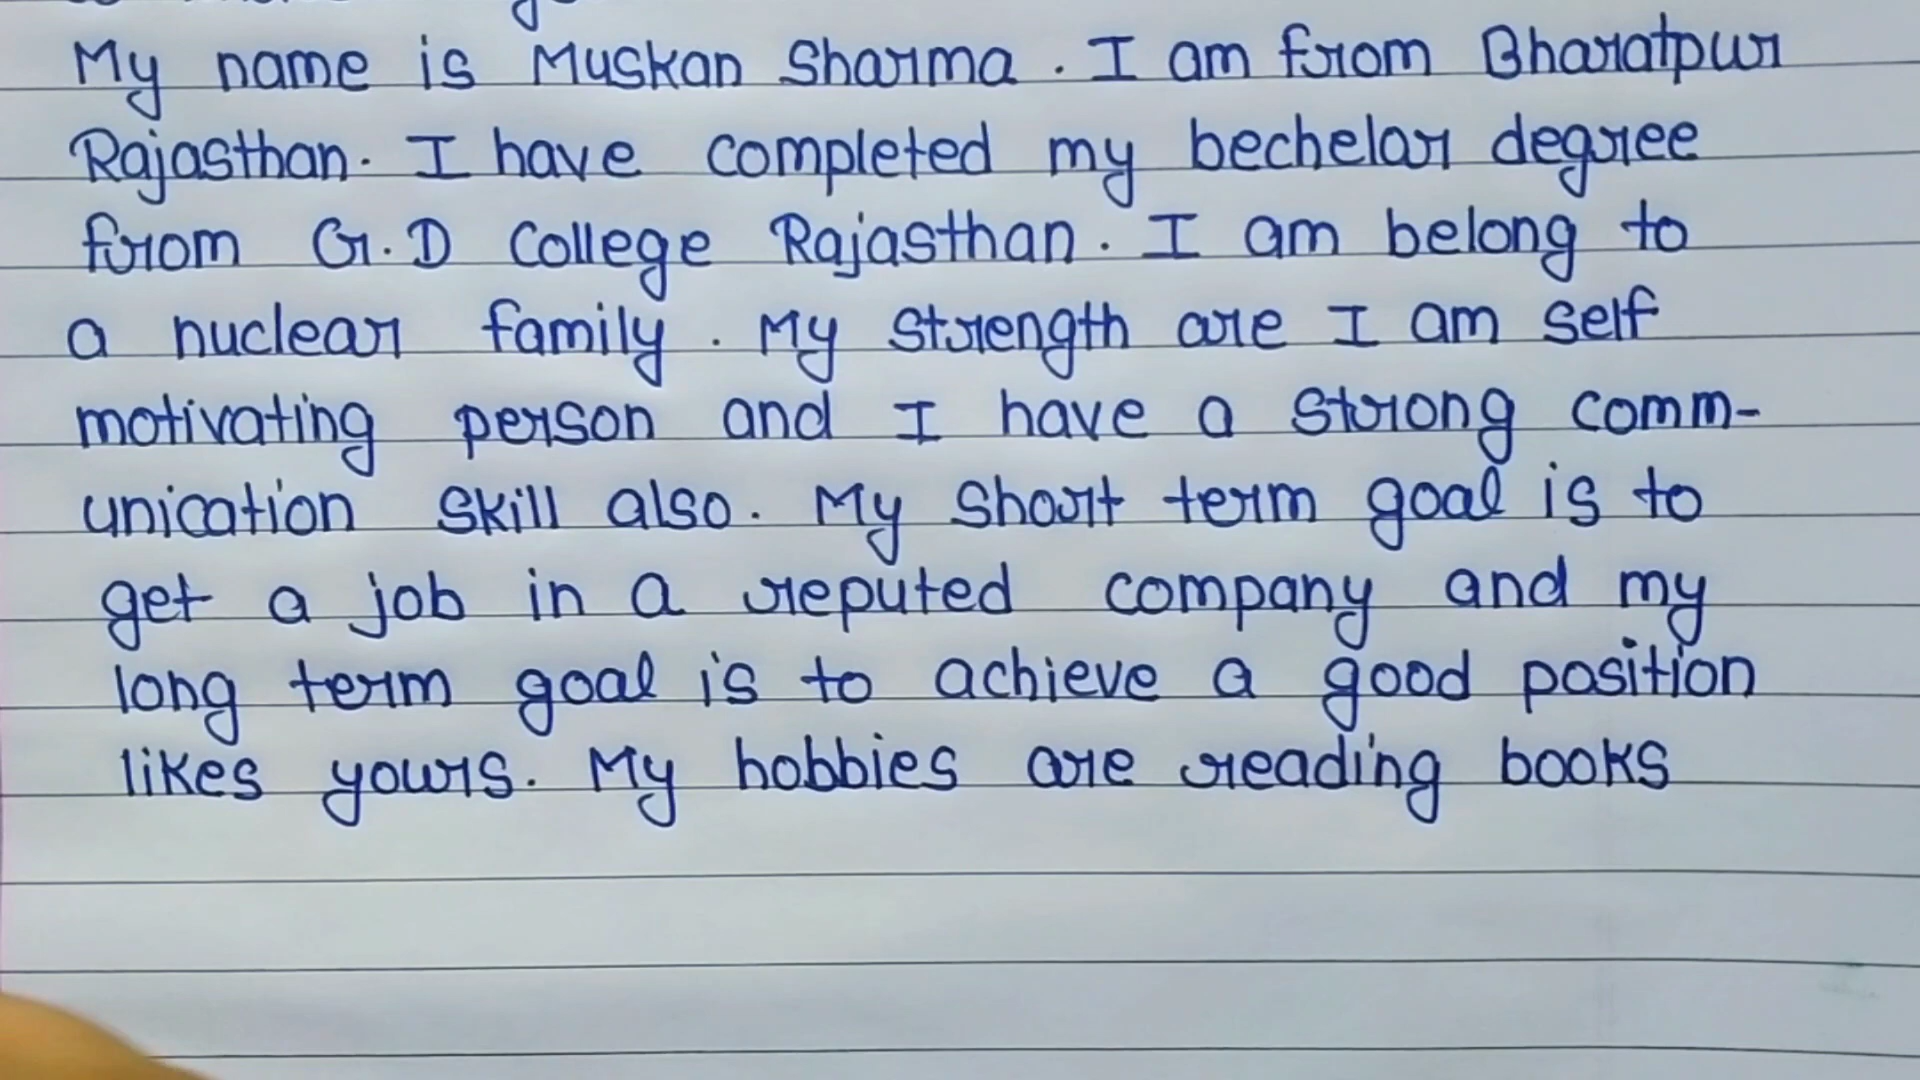 My name is Muskan Sharma . I am from Bharatpur
Rajasthan. I have completed my bechelar degree
from G.D College Rajasthan. I am belong to
a nuclear family . My strength are I am self
motivating person and I have a strong comm-
unication skill also. My short term goal is to
get a job in a reputed company and my
long term goal is to achieve a good position
likes yours. My hobbies are reading books